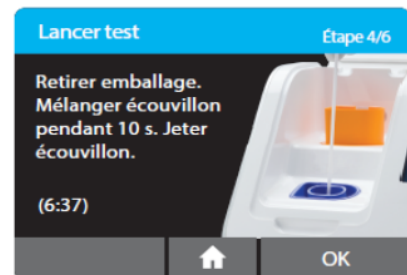 Lancer test
Étape 4/6
Retirer emballage.
Mélanger écouvillon
pendant 10 s. Jeter
écouvillon.
(6:37)
OK